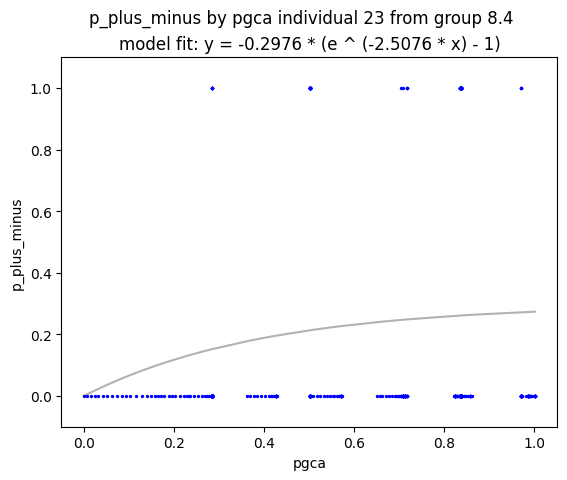 p_plus_minus by pgca individual 23 from group 8.4
model fit: y = -0.2976 * (e ^ (-2.5076 * x) - 1)
1.0
0.8
0.6
0.4
0.2
0.0
p_plus_minus
0.0 0.2 0.4 0.6 0.8 1.0
pgca